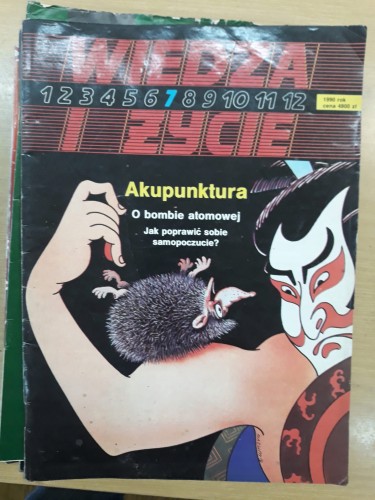 WIEDZA
1 2 3 4 5 6 7 8 9 10 11 12
1990 rok
cena 4900 zł
I ŻYCIE
Akupunktura
O bombie atomowej
Jak poprawić sobie
samopoczucie?